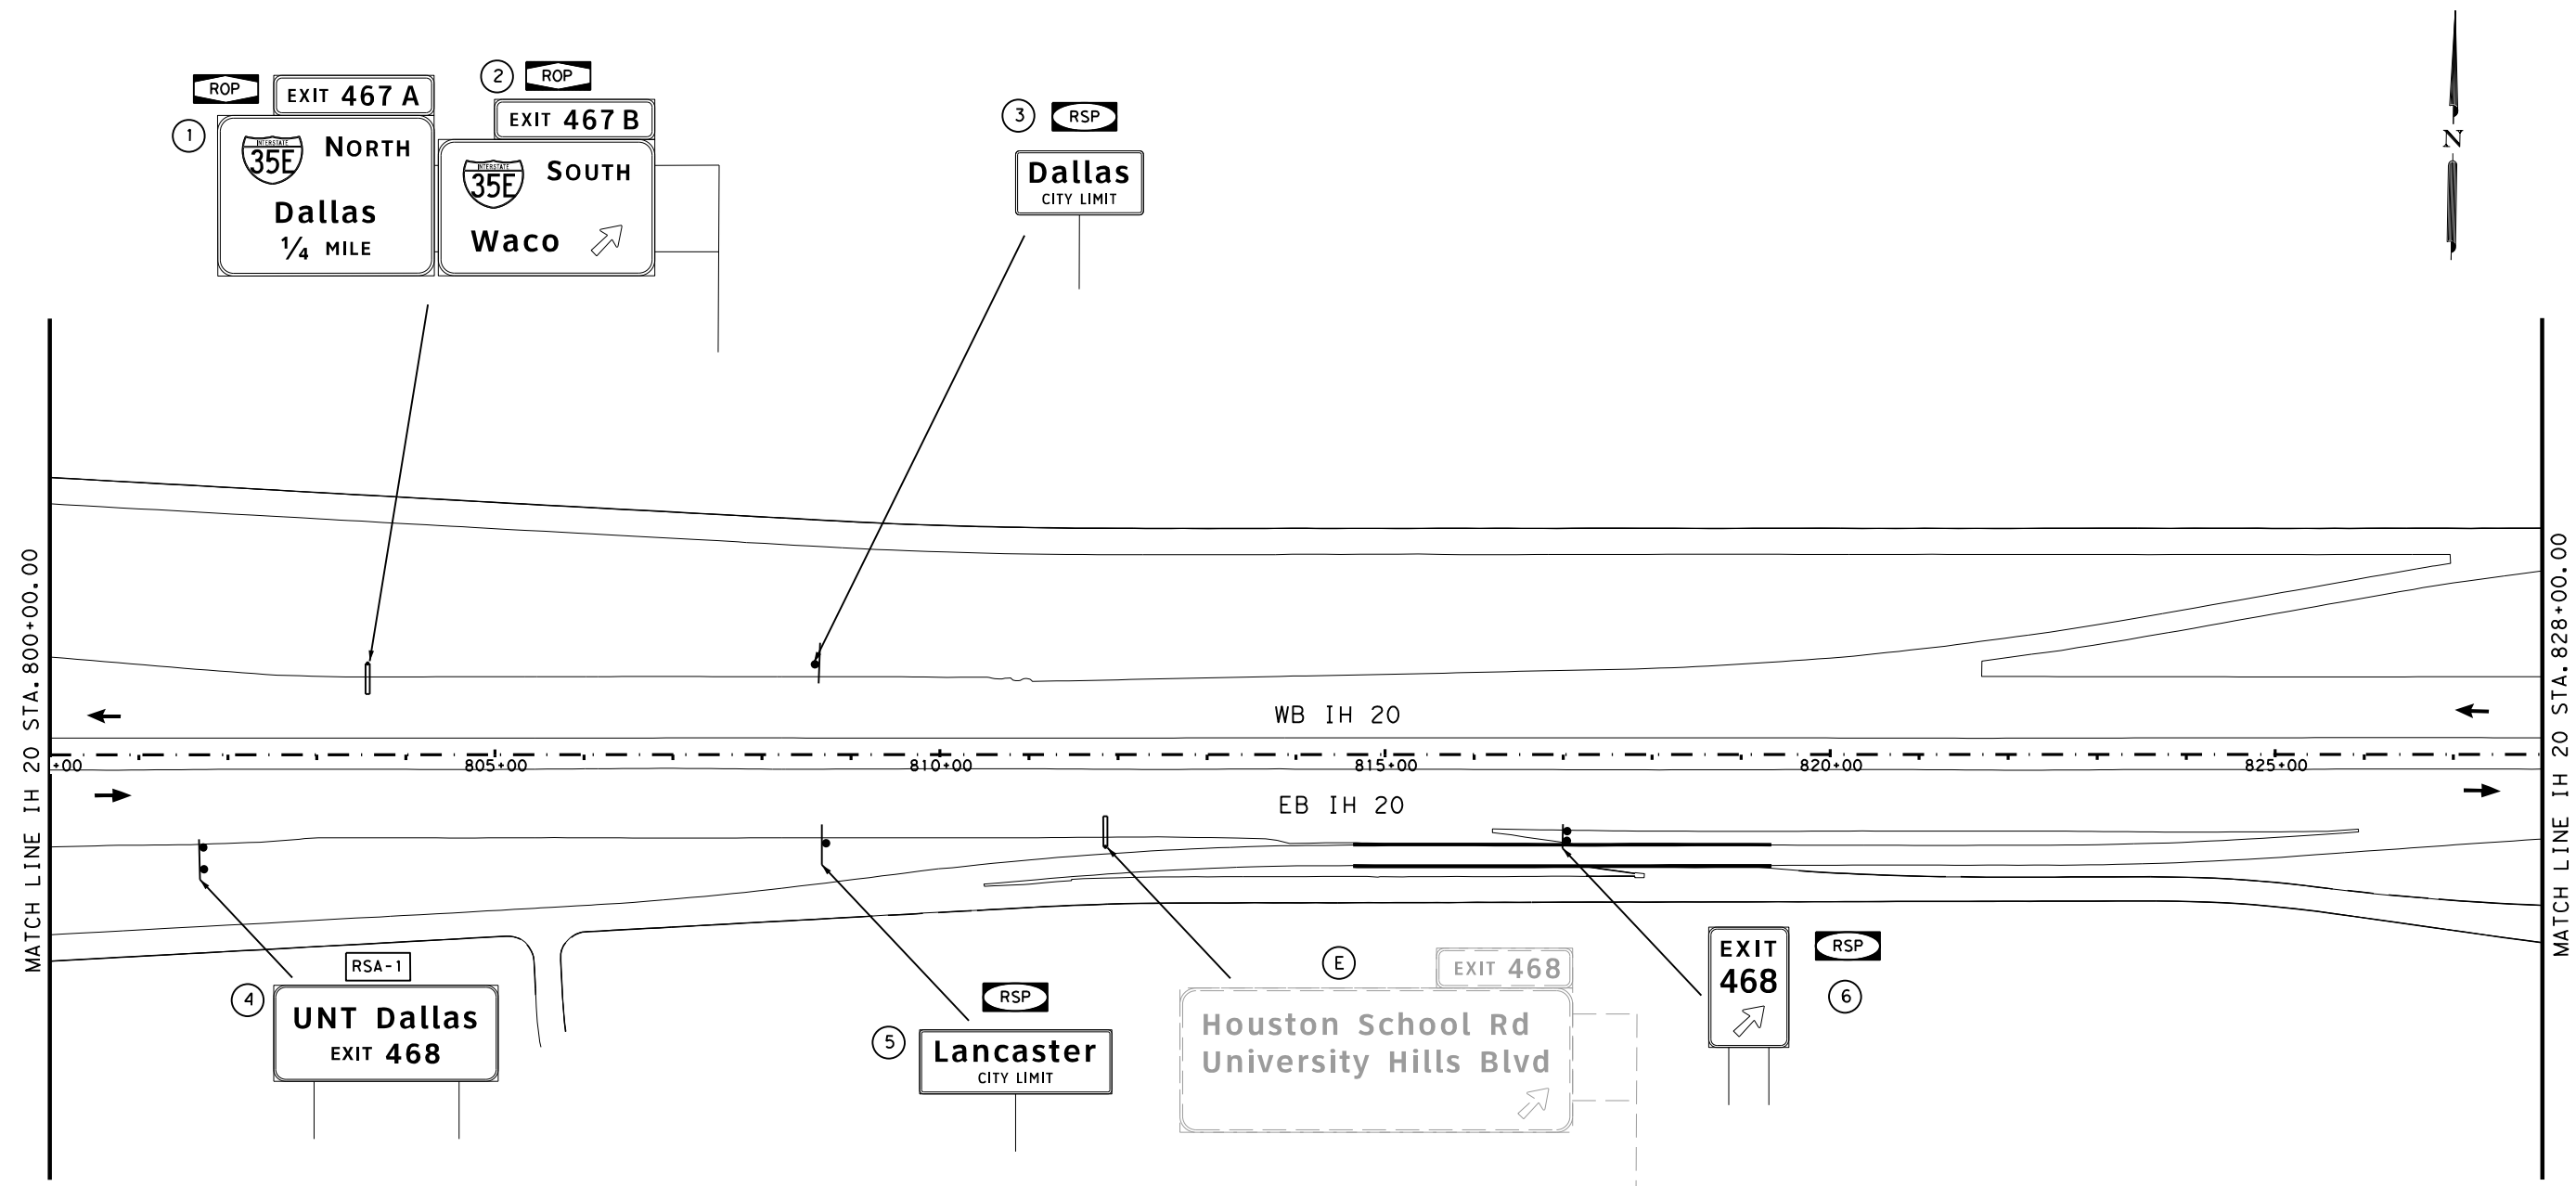 ROP
EXIT 467 A
1
INTERSTATE
35E
NORTH
Dallas
1/4 MILE
2
ROP
EXIT 467 B
INTERSTATE
35E
SOUTH
Waco
3
RSP
Dallas
CITY LIMIT
N
MATCH LINE IH 20 STA.800+00.00
WB IH 20
+00
805+00
810+00
815+00
820+00
825+00
EB IH 20
MATCH LINE IH 20 STA.828+00.00
RSA-1
4
UNT Dallas
EXIT 468
RSP
5
Lancaster
CITY LIMIT
E
EXIT 468
Houston School Rd
University Hills Blvd
EXIT
468
RSP
6